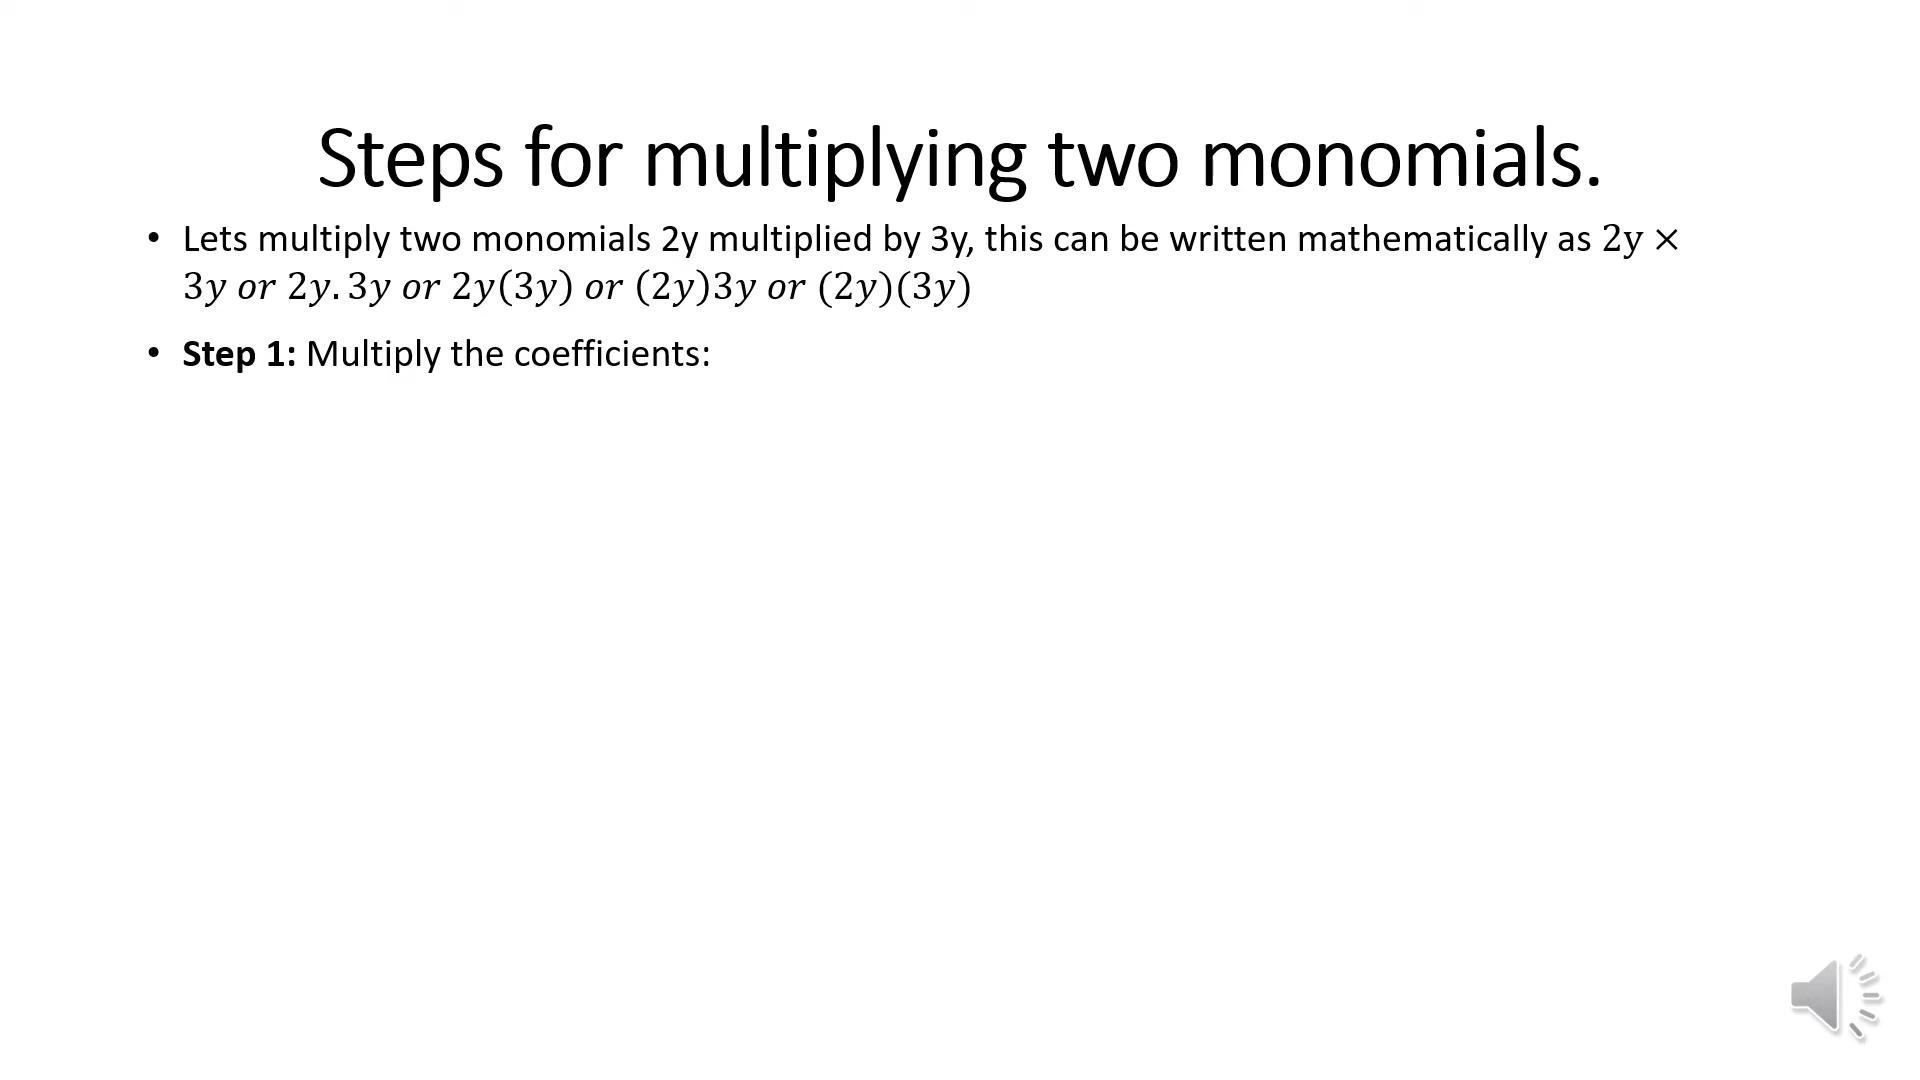 Steps for multiplying two monomials.
• Lets multiply two monomials 2y multiplied by 3y, this can be written mathematically as 2y ×
3y or 2y. 3y or 2y(3y) or (2y)3y or (2y)(3y)
• Step 1: Multiply the coefficients: